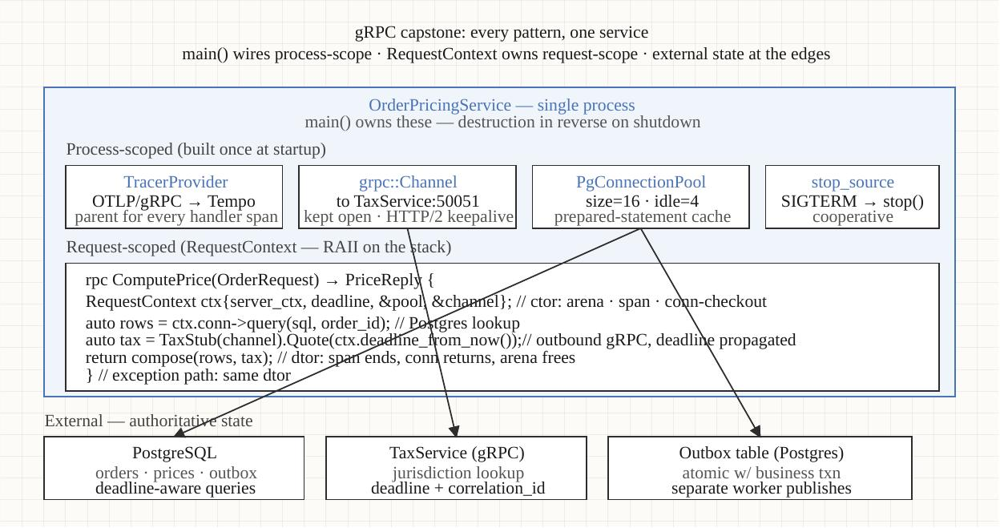 gRPC capstone: every pattern, one service
main() wires process-scope · RequestContext owns request-scope · external state at the edges
OrderPricingService — single process
main() owns these — destruction in reverse on shutdown
Process-scoped (built once at startup)
TracerProvider
OTLP/gRPC → Tempo
parent for every handler span
grpc::Channel
to TaxService:50051
kept open · HTTP/2 keepalive
PgConnectionPool
size=16 · idle=4
prepared-statement cache
stop_source
SIGTERM → stop()
cooperative
Request-scoped (RequestContext — RAII on the stack)
rpc ComputePrice(OrderRequest) → PriceReply {
RequestContext ctx{server_ctx, deadline, &pool, &channel}; // ctor: arena · span · conn-checkout
auto rows = ctx.conn->query(sql, order_id); // Postgres lookup
auto tax = TaxStub(channel).Quote(ctx.deadline_from_now());// outbound gRPC, deadline propagated
return compose(rows, tax); // dtor: span ends, conn returns, arena frees
} // exception path: same dtor
External — authoritative state
PostgreSQL
orders · prices · outbox
deadline-aware queries
TaxService (gRPC)
jurisdiction lookup
deadline + correlation_id
Outbox table (Postgres)
atomic w/ business txn
separate worker publishes